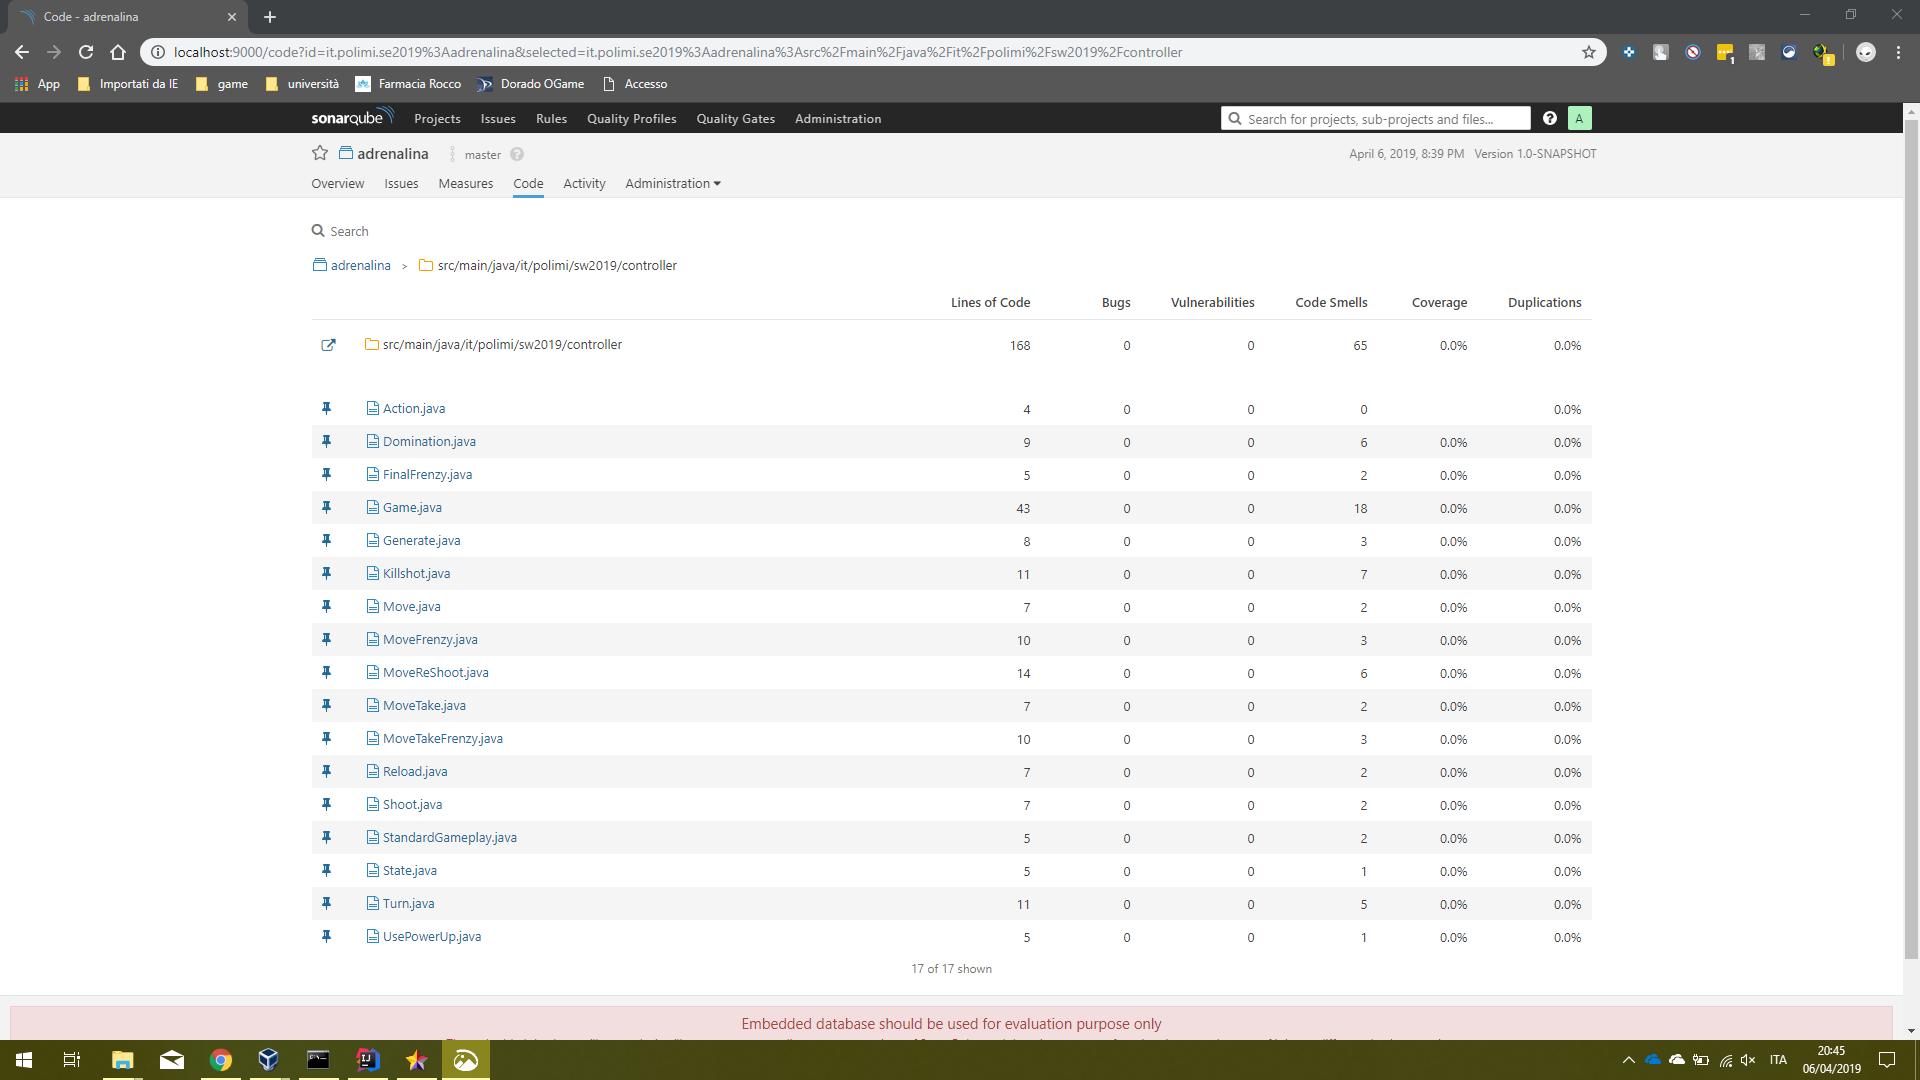 Code - adrenalina
localhost:9000/code?id=it.polimi.se2019%3Aadrenalina&selected=it.polimi.se2019%3Aadrenalina%3Asrc%2Fmain%2Fjava%2Fit%2Fpolimi%2Fsw2019%2Fcontroller
App Importati da IE game università Farmacia Rocco Dorado OGame Accesso
sonarqube Projects Issues Rules Quality Profiles Quality Gates Administration Search for projects, sub-projects and files... ? A
adrenalina master ? April 6, 2019, 8:39 PM Version 1.0-SNAPSHOT
Overview Issues Measures Code Activity Administration
Search
adrenalina > src/main/java/it/polimi/sw2019/controller
Lines of Code Bugs Vulnerabilities Code Smells Coverage Duplications
src/main/java/it/polimi/sw2019/controller 168 0 0 65 0.0% 0.0%
Action.java 4 0 0 0 0.0%
Domination.java 9 0 0 6 0.0% 0.0%
FinalFrenzy.java 5 0 0 2 0.0% 0.0%
Game.java 43 0 0 18 0.0% 0.0%
Generate.java 8 0 0 3 0.0% 0.0%
Killshot.java 11 0 0 7 0.0% 0.0%
Move.java 7 0 0 2 0.0% 0.0%
MoveFrenzy.java 10 0 0 3 0.0% 0.0%
MoveReShoot.java 14 0 0 6 0.0% 0.0%
MoveTake.java 7 0 0 2 0.0% 0.0%
MoveTakeFrenzy.java 10 0 0 3 0.0% 0.0%
Reload.java 7 0 0 2 0.0% 0.0%
Shoot.java 7 0 0 2 0.0% 0.0%
StandardGameplay.java 5 0 0 2 0.0% 0.0%
State.java 5 0 0 1 0.0% 0.0%
Turn.java 11 0 0 5 0.0% 0.0%
UsePowerUp.java 5 0 0 1 0.0% 0.0%
17 of 17 shown
Embedded database should be used for evaluation purpose only
ITA 20:45
06/04/2019